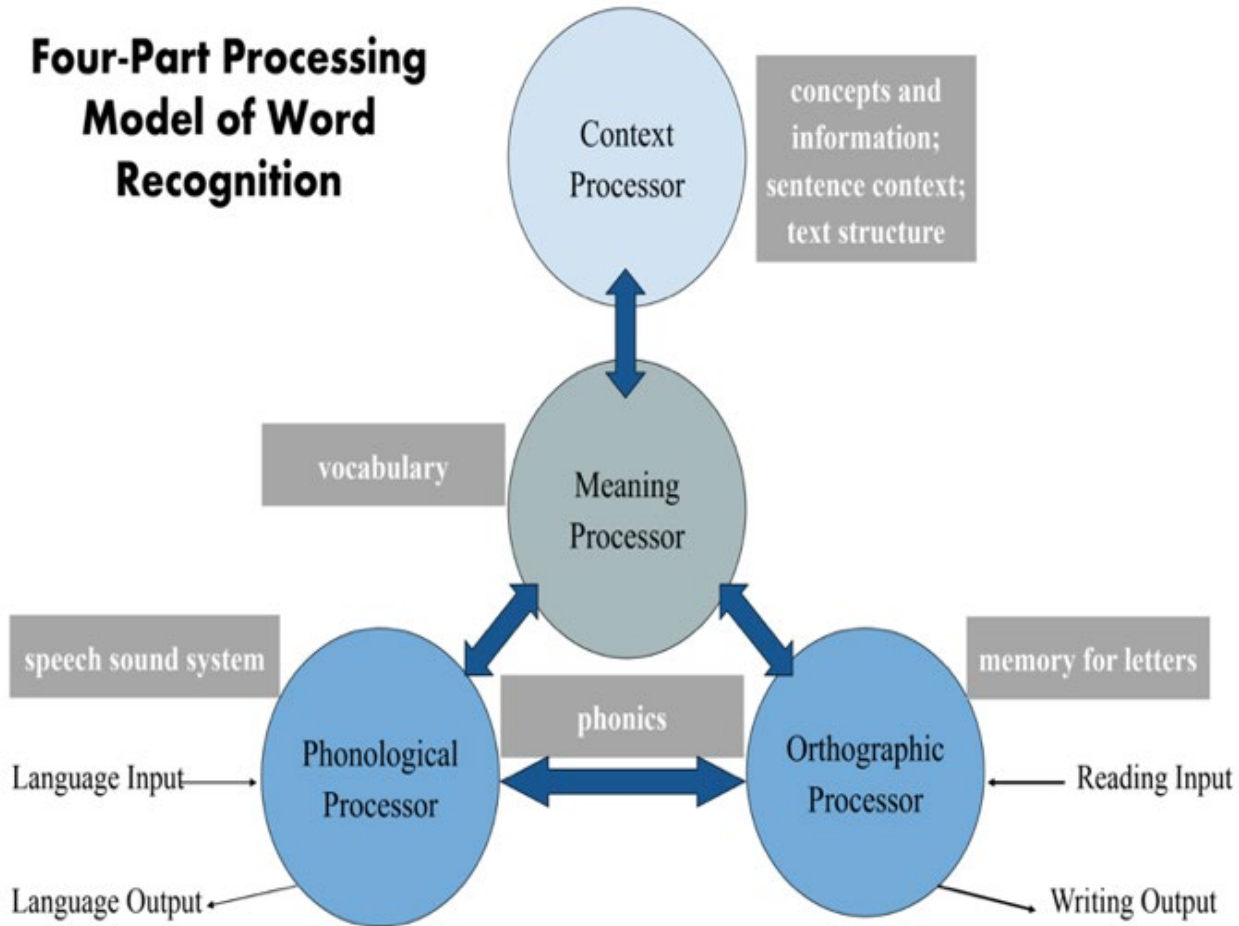 Four-Part Processing
Model of Word
Recognition
Context
Processor
concepts and
information;
sentence context;
text structure
vocabulary
Meaning
Processor
speech sound system
memory for letters
phonics
Phonological
Processor
Orthographic
Processor
Language Input
Reading Input
Language Output
Writing Output